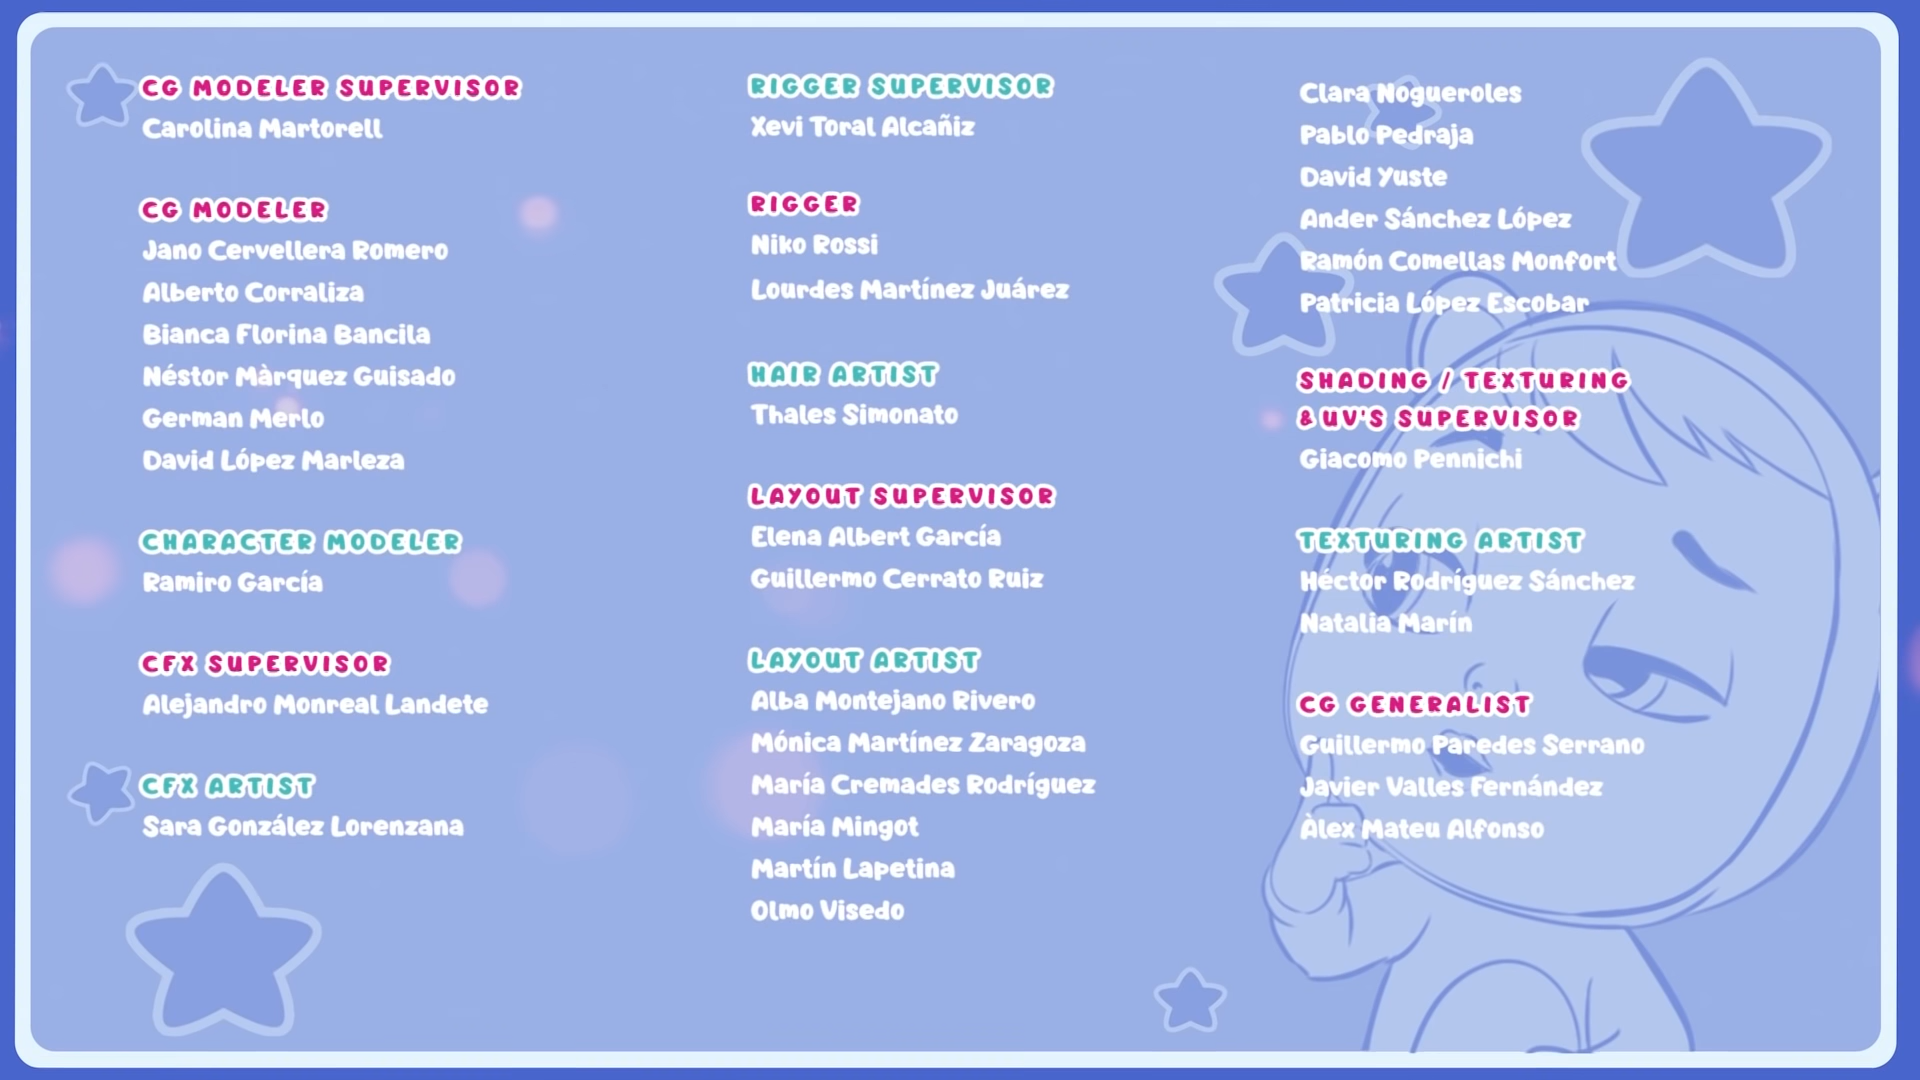 CG MODELER SUPERVISOR
Carolina Martorell
CG MODELER
Jano Cervellera Romero
Alberto Corraliza
Bianca Florina Bancila
Néstor Màrquez Guisado
German Merlo
David López Marleza
CHARACTER MODELER
Ramiro García
CFX SUPERVISOR
Alejandro Monreal Landete
CFX ARTIST
Sara González Lorenzana
RIGGER SUPERVISOR
Xevi Toral Alcañiz
RIGGER
Niko Rossi
Lourdes Martínez Juárez
HAIR ARTIST
Thales Simonato
LAYOUT SUPERVISOR
Elena Albert García
Guillermo Cerrato Ruiz
LAYOUT ARTIST
Alba Montejano Rivero
Mónica Martínez Zaragoza
María Cremades Rodríguez
María Mingot
Martín Lapetina
Olmo Visedo
Clara Nogueroles
Pablo Pedraja
David Yuste
Ander Sánchez López
Ramón Comellas Monfort
Patricia López Escobar
SHADING / TEXTURING
& UV'S SUPERVISOR
Giacomo Pennichi
TEXTURING ARTIST
Héctor Rodríguez Sánchez
Natalia Marín
CG GENERALIST
Guillermo Paredes Serrano
Javier Valles Fernández
Àlex Mateu Alfonso